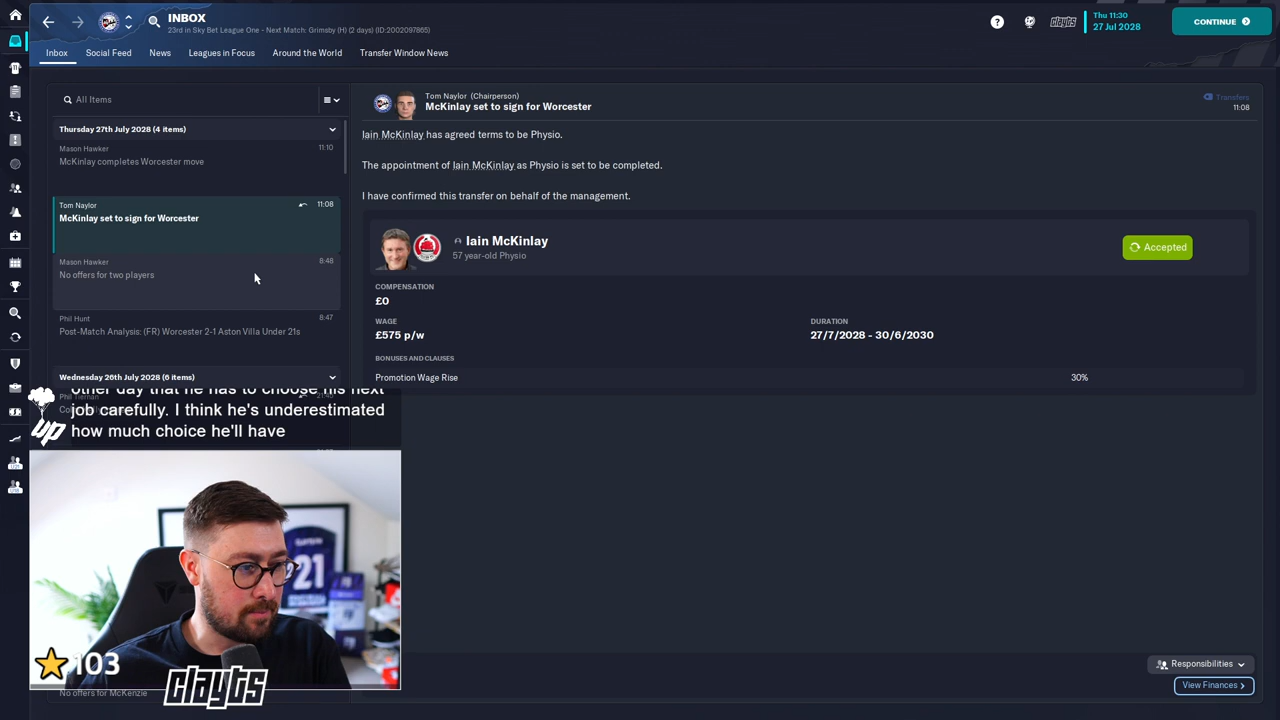 INBOX
23rd in Sky Bet League One - Next Match: Grimsby (H) (2 days) (ID:2002097865)
clayts
Thu 11:30
27 Jul 2028
CONTINUE
Inbox
Social Feed
News
Leagues in Focus
Around the World
Transfer Window News
All Items
Thursday 27th July 2028 (4 items)
Mason Hawker
11:10
McKinlay completes Worcester move
Tom Naylor
11:08
McKinlay set to sign for Worcester
Mason Hawker
8:48
No offers for two players
Phil Hunt
8:47
Post-Match Analysis: (FR) Worcester 2-1 Aston Villa Under 21s
Wednesday 26th July 2028 (6 items)
other day that he has to choose his next
job carefully. I think he's underestimated
how much choice he'll have
up
21
103
clayts
No offers for McKenzie
Tom Naylor (Chairperson)
McKinlay set to sign for Worcester
Transfers
11:08
Iain McKinlay has agreed terms to be Physio.
The appointment of Iain McKinlay as Physio is set to be completed.
I have confirmed this transfer on behalf of the management.
Iain McKinlay
57 year-old Physio
Accepted
COMPENSATION
£0
WAGE
£575 p/w
DURATION
27/7/2028 - 30/6/2030
BONUSES AND CLAUSES
Promotion Wage Rise
30%
Responsibilities
View Finances